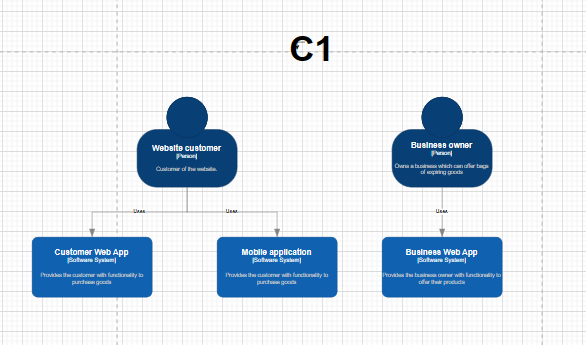 C1
Website customer
[Person]
Customer of the website.
Business owner
[Person]
Owns a business which can offer bags
of expiring goods
Uses
Uses
Uses
Customer Web App
[Software System]
Provides the customer with functionality to
purchase goods
Mobile application
[Software System]
Provides the customer with functionality to
purchase goods
Business Web App
[Software System]
Provides the business owner with functionality to
offer their products